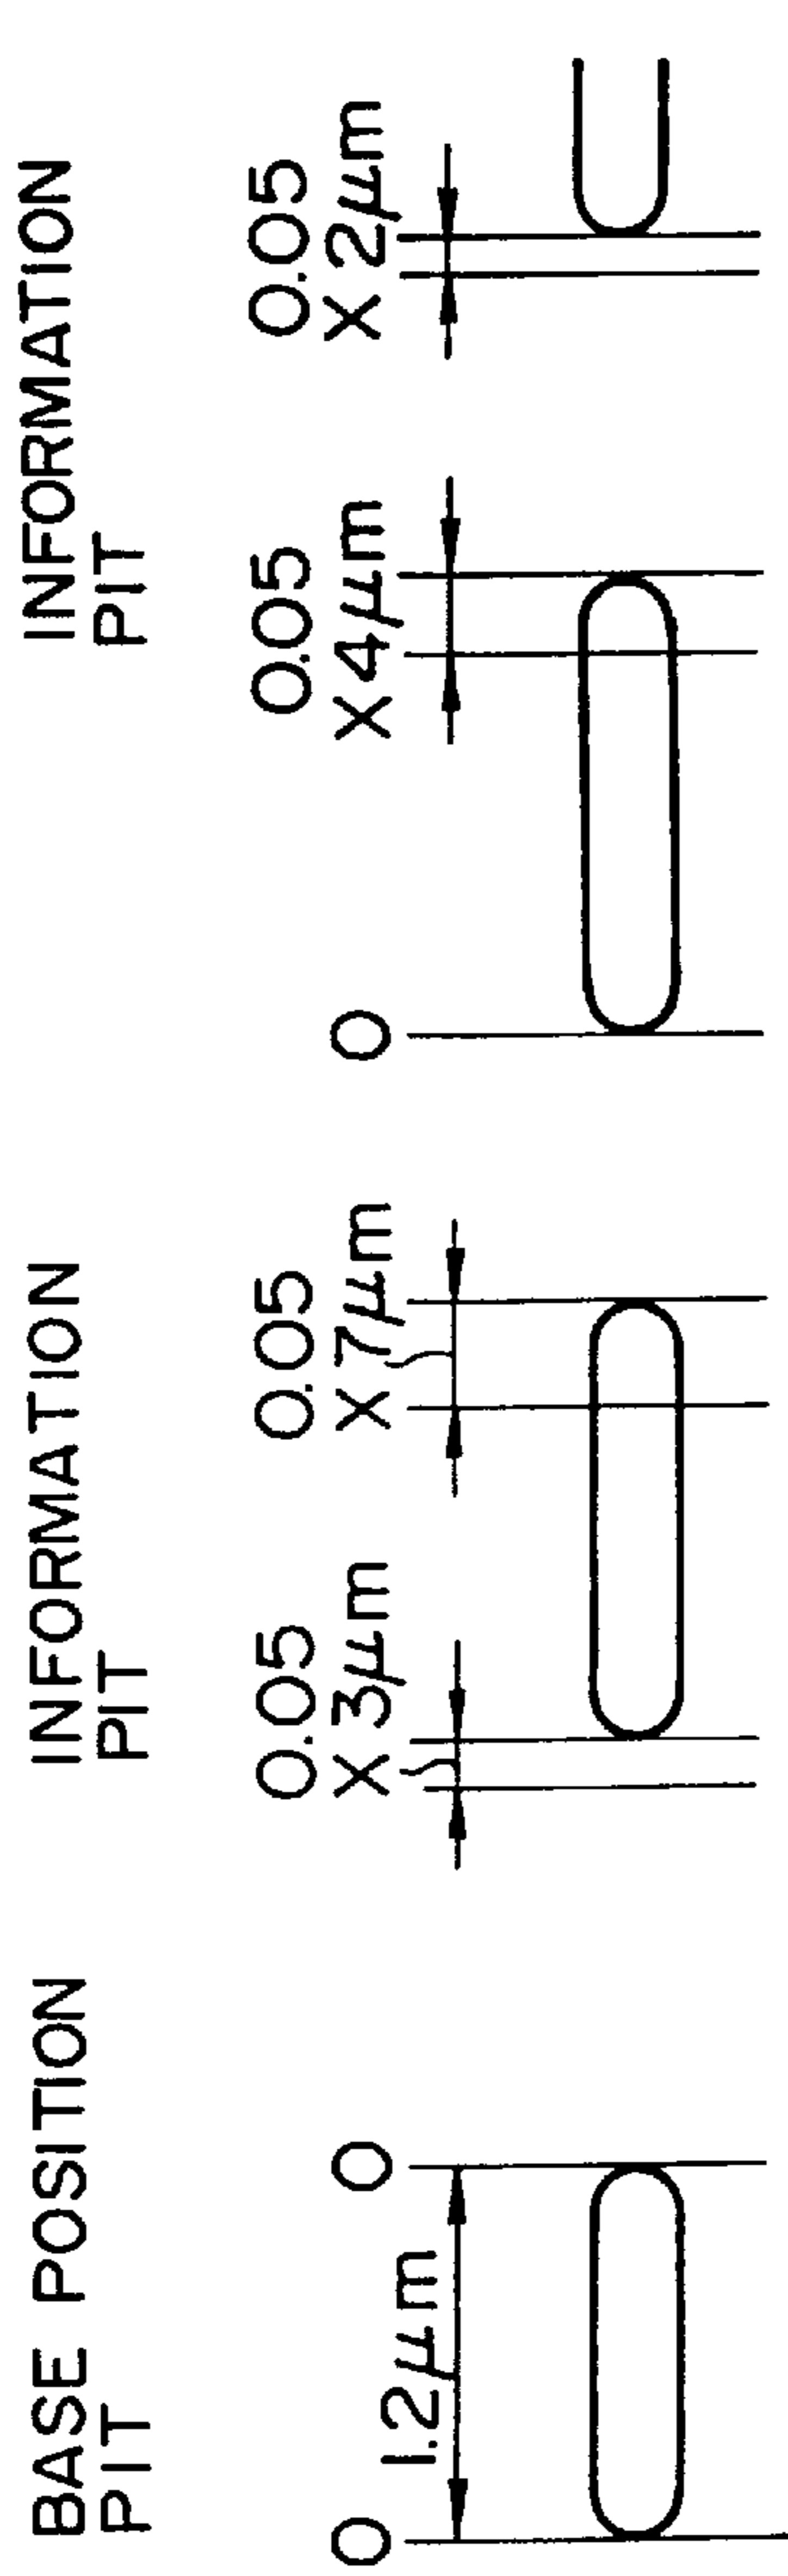 BASE POSITION
PIT
0
1.2μm
0
INFORMATION
PIT
0.05
X 3μm
0.05
X 7μm
INFORMATION
PIT
0
0.05
X 4μm
0.05
X 2μm